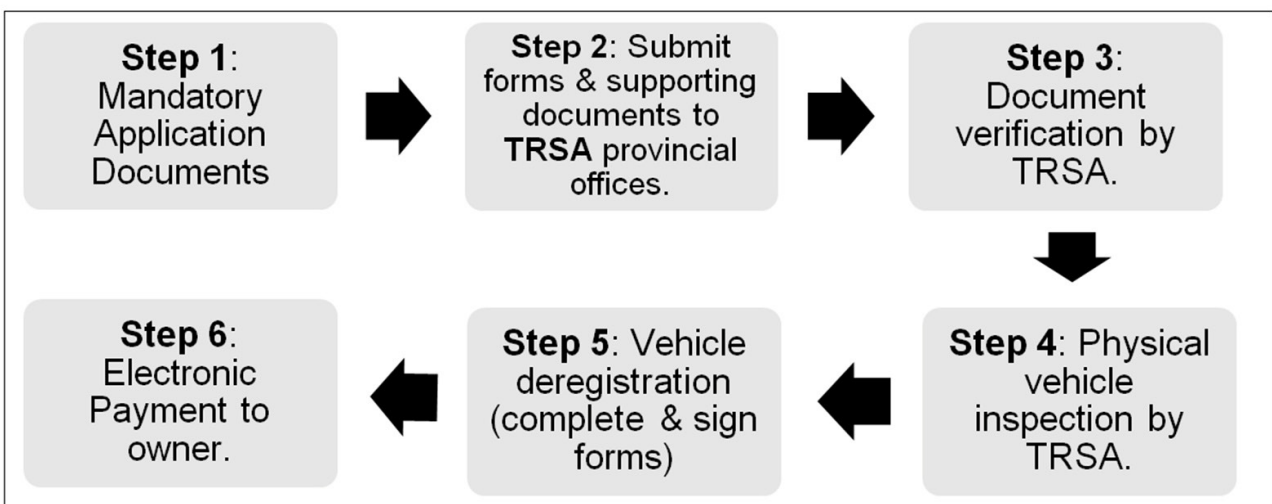 Step 1:
Mandatory
Application
Documents
Step 2: Submit
forms & supporting
documents to
TRSA provincial
offices.
Step 3:
Document
verification by
TRSA.
Step 4: Physical
vehicle
inspection by
TRSA.
Step 5: Vehicle
deregistration
(complete & sign
forms)
Step 6:
Electronic
Payment to
owner.